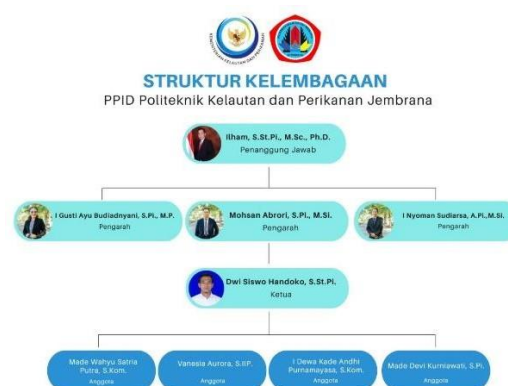 STRUKTUR KELEMBAGAAN
PPID Politeknik Kelautan dan Perikanan Jembrana
Ilham, S.St.Pi., M.Sc., Ph.D.
Penanggung Jawab
I Gusti Ayu Budiadnyani, S.Pi., M.P.
Pengarah
Mohsan Abrori, S.Pi., M.Si.
Pengarah
I Nyoman Sudiarsa, A.Pi.,M.Si.
Pengarah
Dwi Siswo Handoko, S.St.Pi.
Ketua
Made Wahyu Satria
Putra, S.Kom.
Anggota
Vanesia Aurora, S.IIP.
Anggota
I Dewa Kade Andhi
Purnamayasa, S.Kom.
Anggota
Made Devi Kurniawati, S.Pi.
Anggota